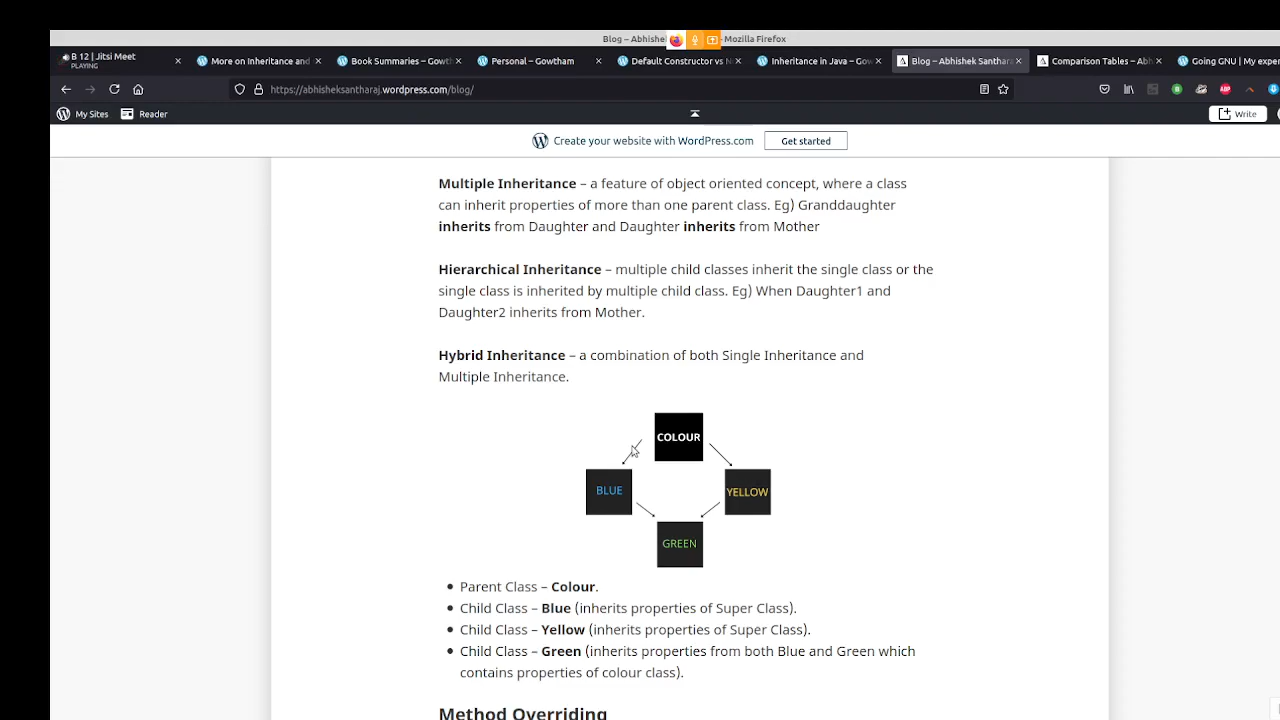 Blog – Abhishe - Mozilla Firefox
B 12 | Jitsi Meet
PLAYING
More on Inheritance and
Book Summaries – Gowth
Personal – Gowtham
Default Constructor vs N
Inheritance in Java – Gow
Blog – Abhishek Santhara
Comparison Tables – Abh
Going GNU | My exper
https://abhisheksantharaj.wordpress.com/blog/
My Sites
Reader
Write
Create your website with WordPress.com
Get started
Multiple Inheritance – a feature of object oriented concept, where a class
can inherit properties of more than one parent class. Eg) Granddaughter
inherits from Daughter and Daughter inherits from Mother
Hierarchical Inheritance – multiple child classes inherit the single class or the
single class is inherited by multiple child class. Eg) When Daughter1 and
Daughter2 inherits from Mother.
Hybrid Inheritance – a combination of both Single Inheritance and
Multiple Inheritance.
COLOUR
BLUE
YELLOW
GREEN
Parent Class – Colour.
Child Class – Blue (inherits properties of Super Class).
Child Class – Yellow (inherits properties of Super Class).
Child Class – Green (inherits properties from both Blue and Green which
contains properties of colour class).
Method Overriding